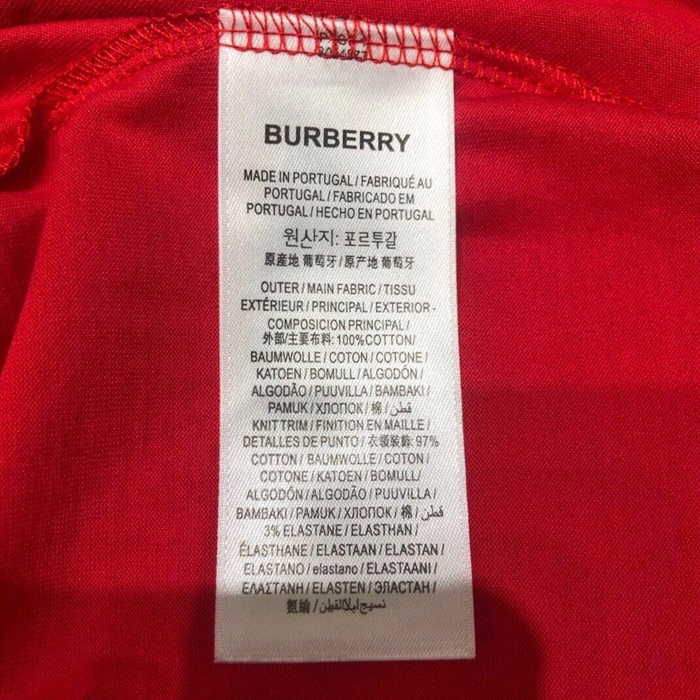 BURBERRY
MADE IN PORTUGAL / FABRIQUÉ AU
PORTUGAL / FABRICADO EM
PORTUGAL / HECHO EN PORTUGAL
원산지: 포르투갈
原産地 葡萄牙/原产地 葡萄牙
OUTER / MAIN FABRIC / TISSU
EXTÉRIEUR / PRINCIPAL / EXTERIOR-
COMPOSICION PRINCIPAL /
外部/主要布料: 100%COTTON/
BAUMWOLLE / COTON / COTONE /
KATOEN / BOMULL / ALGODÓN /
ALGODÃO / PUUVILLA / BAMBAKI /
PAMUK / ХЛОПОК / 棉 / قطن /
KNIT TRIM / FINITION EN MAILLE /
DETALLES DE PUNTO / 衣領装飾: 97%
COTTON / BAUMWOLLE / COTON /
COTONE / KATOEN / BOMULL/
ALGODÓN / ALGODÃO / PUUVILLA /
BAMBAKI / PAMUK / ХЛОПОК / 棉 / قطن /
3% ELASTANE / ELASTHAN /
ÉLASTHANE / ELASTAAN / ELASTAN /
ELASTANO / elastano / ELASTAANI /
ΕΛΑΣΤΑΝΗ / ELASTEN / ЭЛАСТАН /
氨纶 /